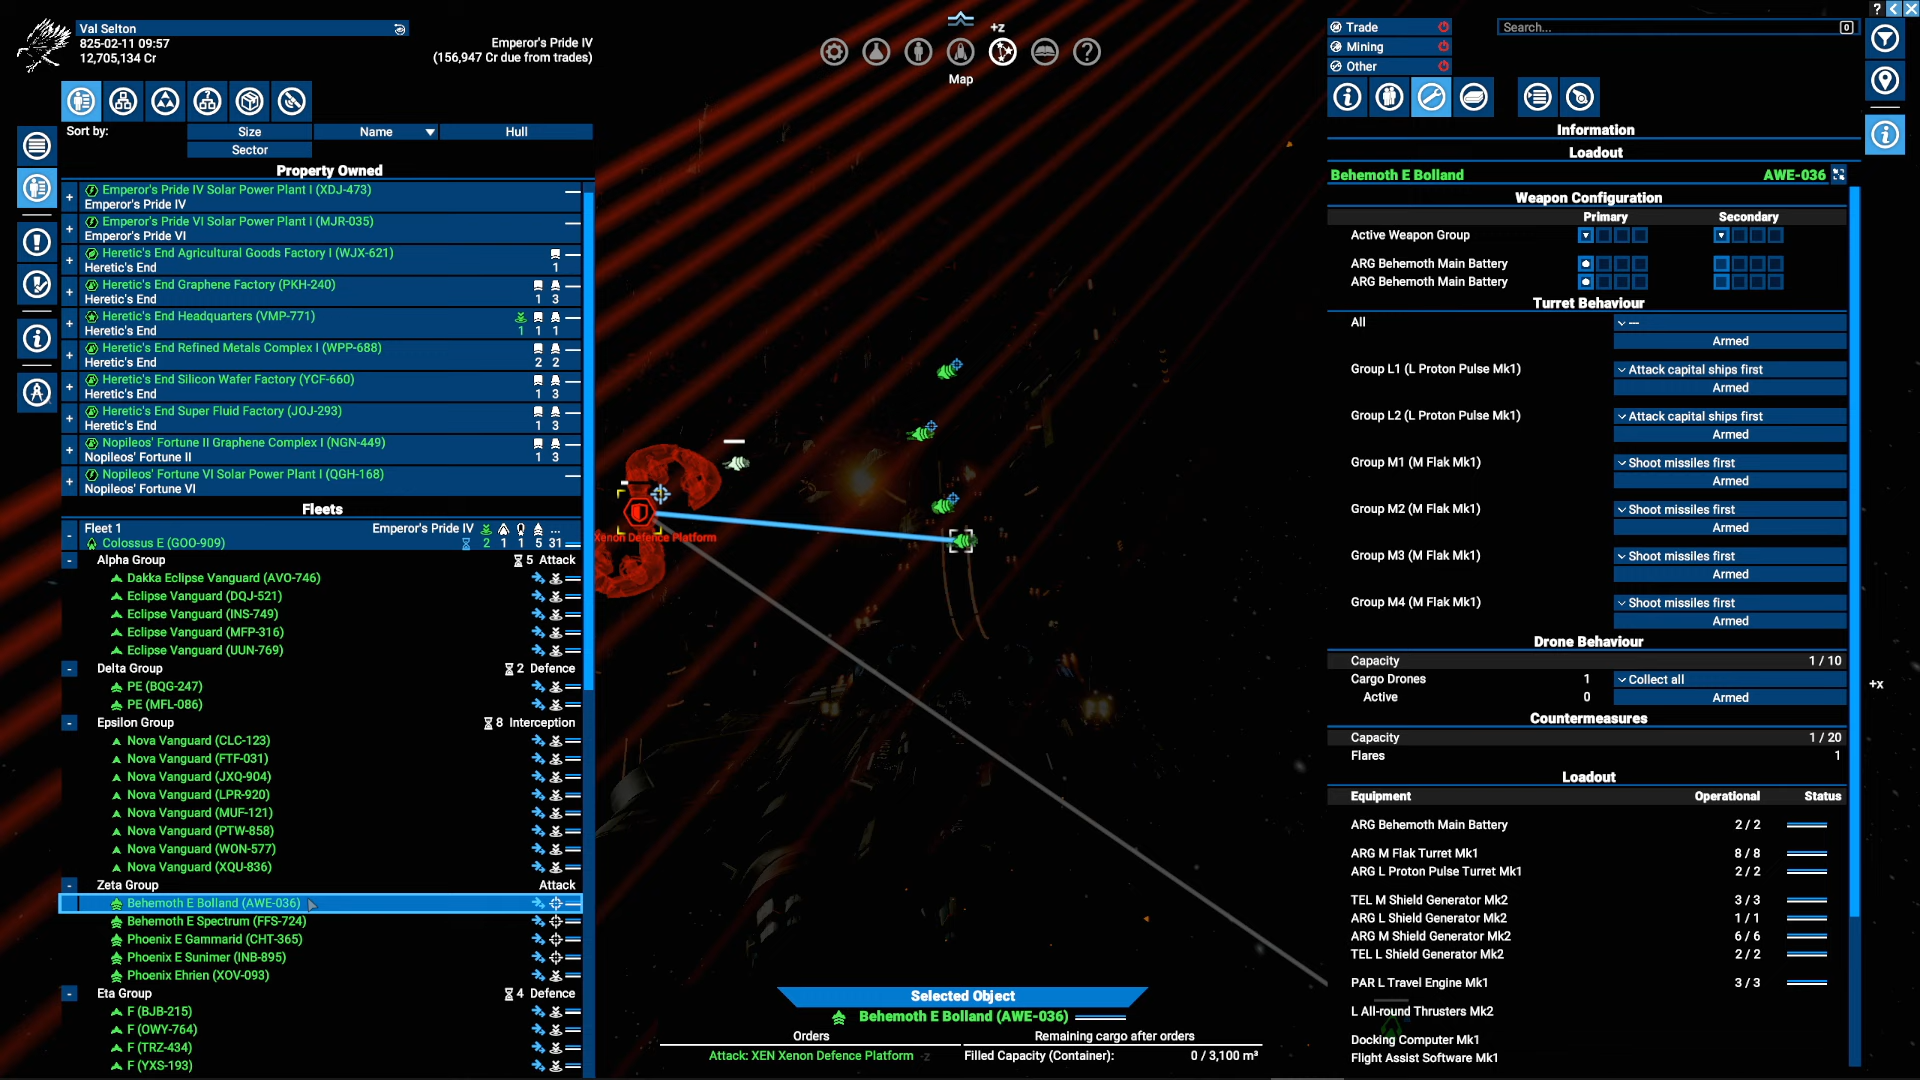 Val Selton
825-02-11 09:57
12,705,134 Cr
Emperor's Pride IV
(156,947 Cr due from trades)
Sort by:
Size
Name
Hull
Sector
Property Owned
Emperor's Pride IV Solar Power Plant I (XDJ-473)
Emperor's Pride IV
Emperor's Pride VI Solar Power Plant I (MJR-035)
Emperor's Pride VI
Heretic's End Agricultural Goods Factory I (WJX-621)
Heretic's End 1
Heretic's End Graphene Factory (PKH-240)
Heretic's End 1 3
Heretic's End Headquarters (VMP-771)
Heretic's End 1 1 1
Heretic's End Refined Metals Complex I (WPP-688)
Heretic's End 2 2
Heretic's End Silicon Wafer Factory (YCF-660)
Heretic's End 1 3
Heretic's End Super Fluid Factory (JOJ-293)
Heretic's End 1 3
Nopileos' Fortune II Graphene Complex I (NGN-449)
Nopileos' Fortune II 1 3
Nopileos' Fortune VI Solar Power Plant I (QGH-168)
Nopileos' Fortune VI
Fleets
Fleet 1 Emperor's Pride IV ...
Colossus E (GOO-909) 2 1 1 5 31
Alpha Group 5 Attack
Dakka Eclipse Vanguard (AVO-746)
Eclipse Vanguard (DQJ-521)
Eclipse Vanguard (INS-749)
Eclipse Vanguard (MFP-316)
Eclipse Vanguard (UUN-769)
Delta Group 2 Defence
PE (BQG-247)
PE (MFL-086)
Epsilon Group 8 Interception
Nova Vanguard (CLC-123)
Nova Vanguard (FTF-031)
Nova Vanguard (JXQ-904)
Nova Vanguard (LPR-920)
Nova Vanguard (MUF-121)
Nova Vanguard (PTW-858)
Nova Vanguard (WON-577)
Nova Vanguard (XQU-836)
Zeta Group Attack
Behemoth E Bolland (AWE-036)
Behemoth E Spectrum (FFS-724)
Phoenix E Gammarid (CHT-365)
Phoenix E Sunimer (INB-895)
Phoenix Ehrien (XOV-093)
Eta Group 4 Defence
F (BJB-215)
F (OWY-764)
F (TRZ-434)
F (YXS-193)
+z
Map
Xenon Defence Platform
Selected Object
Behemoth E Bolland (AWE-036)
Orders
Remaining cargo after orders
Attack: XEN Xenon Defence Platform
-z
Filled Capacity (Container): 0 / 3,100 m³
+x
Trade
Mining
Other
Search...
0
?
Information
Loadout
Behemoth E Bolland AWE-036
Weapon Configuration
Primary Secondary
Active Weapon Group
ARG Behemoth Main Battery
ARG Behemoth Main Battery
Turret Behaviour
All ---
Armed
Group L1 (L Proton Pulse Mk1) Attack capital ships first
Armed
Group L2 (L Proton Pulse Mk1) Attack capital ships first
Armed
Group M1 (M Flak Mk1) Shoot missiles first
Armed
Group M2 (M Flak Mk1) Shoot missiles first
Armed
Group M3 (M Flak Mk1) Shoot missiles first
Armed
Group M4 (M Flak Mk1) Shoot missiles first
Armed
Drone Behaviour
Capacity 1 / 10
Cargo Drones 1 Collect all
Active 0 Armed
Countermeasures
Capacity 1 / 20
Flares 1
Loadout
Equipment Operational Status
ARG Behemoth Main Battery 2 / 2
ARG M Flak Turret Mk1 8 / 8
ARG L Proton Pulse Turret Mk1 2 / 2
TEL M Shield Generator Mk2 3 / 3
ARG L Shield Generator Mk2 1 / 1
ARG M Shield Generator Mk2 6 / 6
TEL L Shield Generator Mk2 2 / 2
PAR L Travel Engine Mk1 3 / 3
L All-round Thrusters Mk2
Docking Computer Mk1
Flight Assist Software Mk1